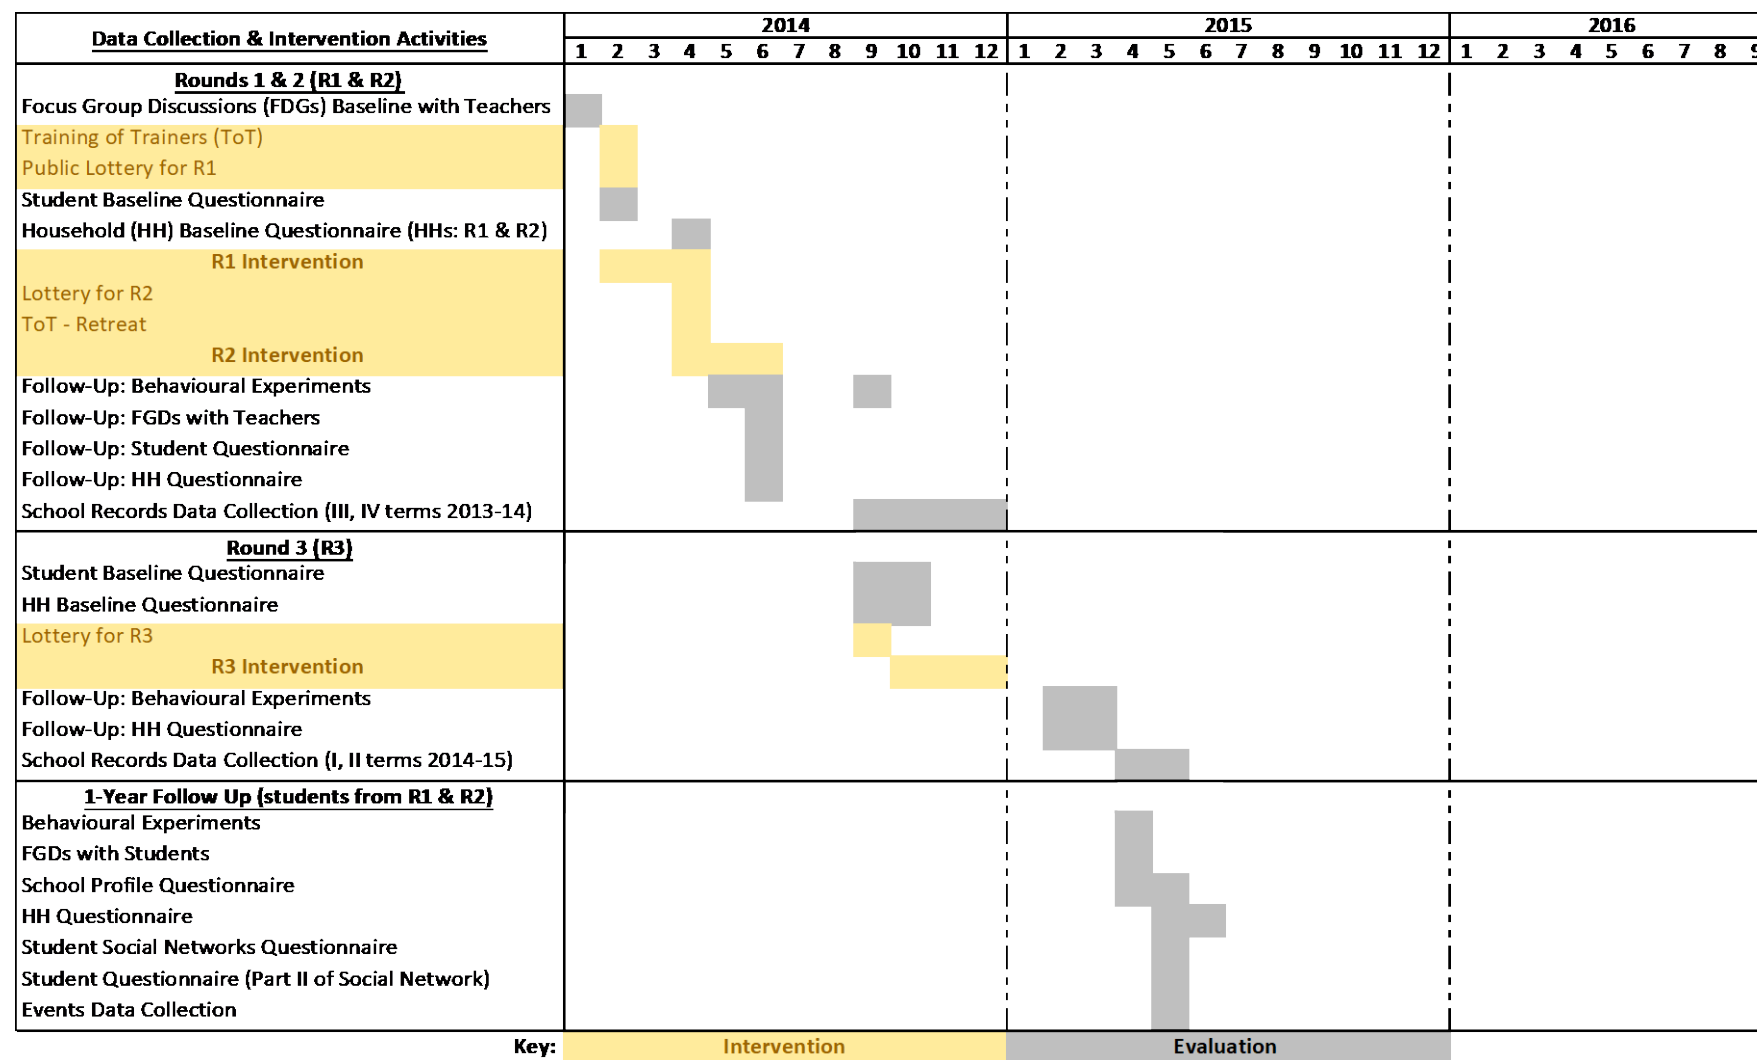 2014 2015 2016
Data Collection & Intervention Activities
1 2 3 4 5 6 7 8 9 10 11 12 1 2 3 4 5 6 7 8 9 10 11 12 1 2 3 4 5 6 7 8 9
Rounds 1 & 2 (R1 & R2)
Focus Group Discussions (FDGs) Baseline with Teachers
Training of Trainers (ToT)
Public Lottery for R1
Student Baseline Questionnaire
Household (HH) Baseline Questionnaire (HHs: R1 & R2)
R1 Intervention
Lottery for R2
ToT - Retreat
R2 Intervention
Follow-Up: Behavioural Experiments
Follow-Up: FGDs with Teachers
Follow-Up: Student Questionnaire
Follow-Up: HH Questionnaire
School Records Data Collection (III, IV terms 2013-14)
Round 3 (R3)
Student Baseline Questionnaire
HH Baseline Questionnaire
Lottery for R3
R3 Intervention
Follow-Up: Behavioural Experiments
Follow-Up: HH Questionnaire
School Records Data Collection (I, II terms 2014-15)
1-Year Follow Up (students from R1 & R2)
Behavioural Experiments
FGDs with Students
School Profile Questionnaire
HH Questionnaire
Student Social Networks Questionnaire
Student Questionnaire (Part II of Social Network)
Events Data Collection
Key: Intervention Evaluation